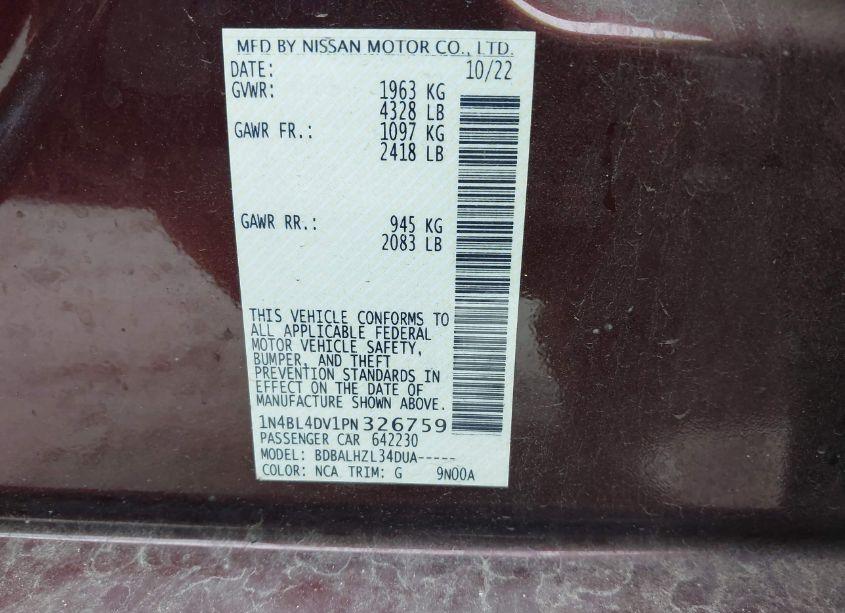 MFD BY NISSAN MOTOR CO., LTD.
DATE: 10/22
GVWR: 1963 KG
4328 LB
GAWR FR.: 1097 KG
2418 LB
GAWR RR.: 945 KG
2083 LB
THIS VEHICLE CONFORMS TO
ALL APPLICABLE FEDERAL
MOTOR VEHICLE SAFETY,
BUMPER, AND THEFT
PREVENTION STANDARDS IN
EFFECT ON THE DATE OF
MANUFACTURE SHOWN ABOVE.
1N4BL4DV1PN326759
PASSENGER CAR 642230
MODEL: BDBALHZL34DUA-----
COLOR: NCA TRIM: G 9N00A